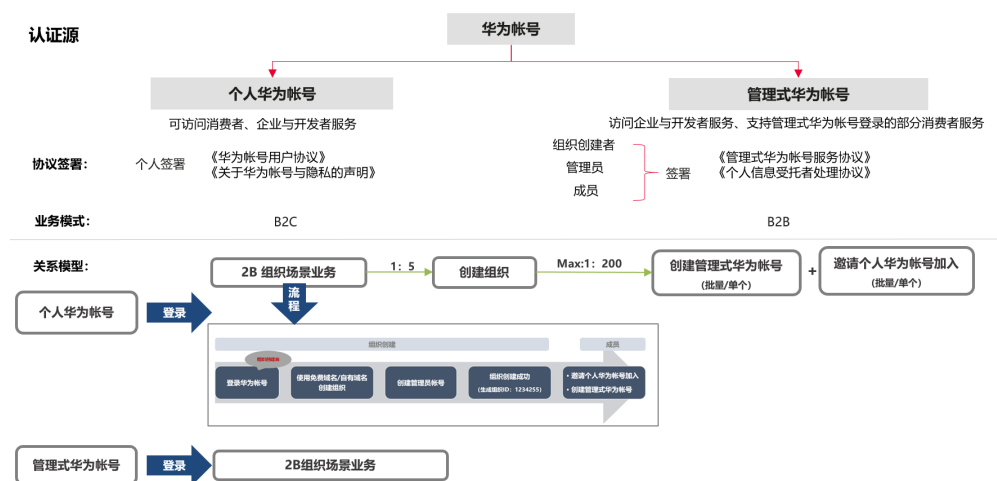 认证源
华为帐号
个人华为帐号
管理式华为帐号
可访问消费者、企业与开发者服务
访问企业与开发者服务、支持管理式华为帐号登录的部分消费者服务
协议签署：
个人签署
《华为帐号用户协议》
《关于华为帐号与隐私的声明》
组织创建者
管理员
成员
签署
《管理式华为帐号服务协议》
《个人信息受托者处理协议》
业务模式：
B2C
B2B
关系模型：
2B 组织场景业务
1：5
创建组织
Max:1：200
创建管理式华为帐号
(批量/单个)
+
邀请个人华为帐号加入
(批量/单个)
个人华为帐号
登录
流程
组织创建
成员
组织创建者
登录华为帐号
使用免费域名/自有域名
创建组织
创建管理员帐号
组织创建成功
(生成组织ID：1234255)
• 邀请个人华为帐号加入
• 创建管理式华为帐号
管理式华为帐号
登录
2B组织场景业务